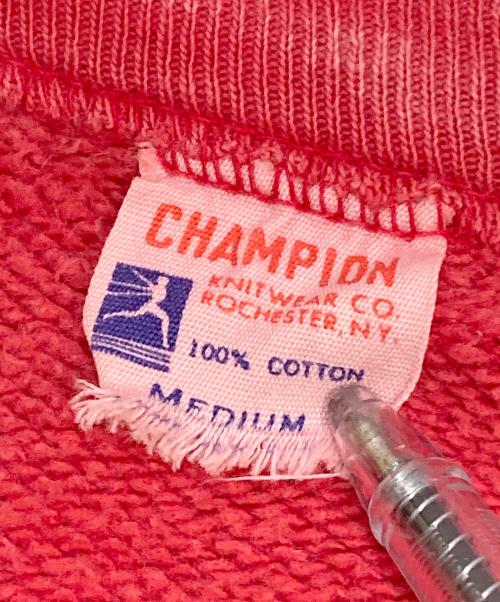 CHAMPION
KNITWEAR CO.
ROCHESTER, N.Y.
100% COTTON
MEDIUM